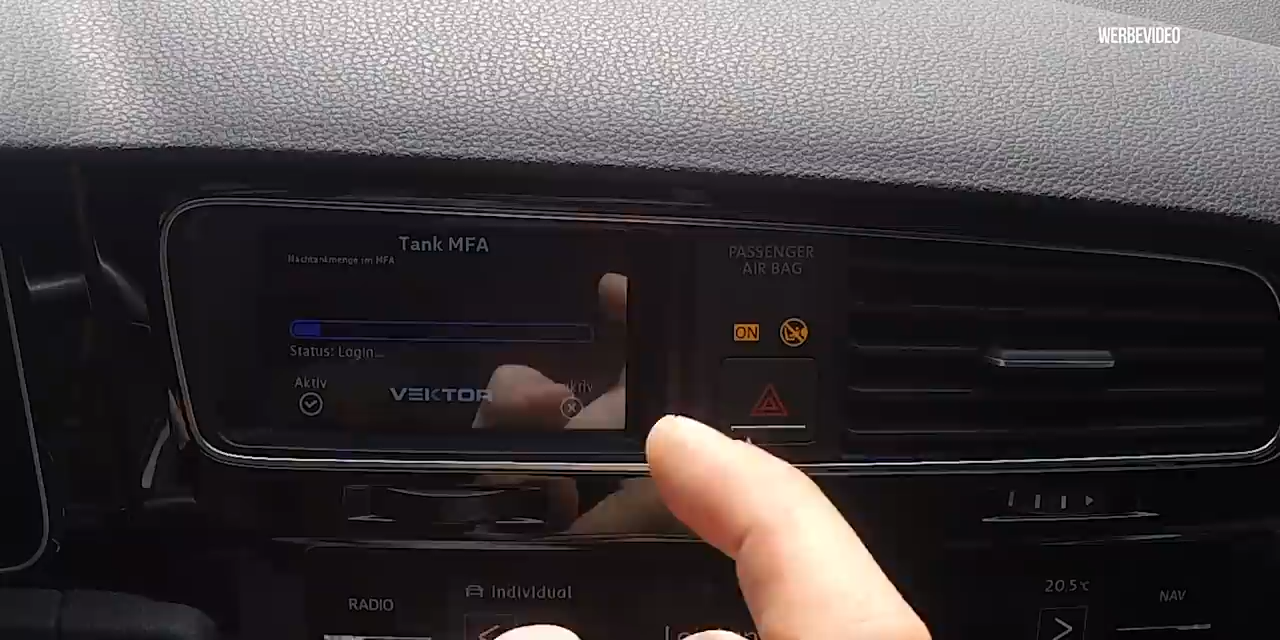 WERBEVIDEO
Tank MFA
Nachtankmenge im MFA
Status: Login...
Aktiv
VEKTOR
PASSENGER
AIR BAG
ON
Individual
RADIO
20.5°C
NAV